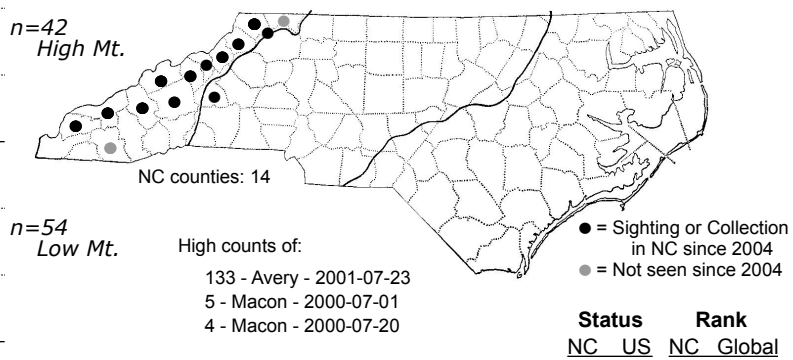 n=42
High Mt.
NC counties: 14
n=54
Low Mt.
High counts of:
133 - Avery - 2001-07-23
5 - Macon - 2000-07-01
4 - Macon - 2000-07-20
= Sighting or Collection
in NC since 2004
= Not seen since 2004
Status Rank
NC US NC Global